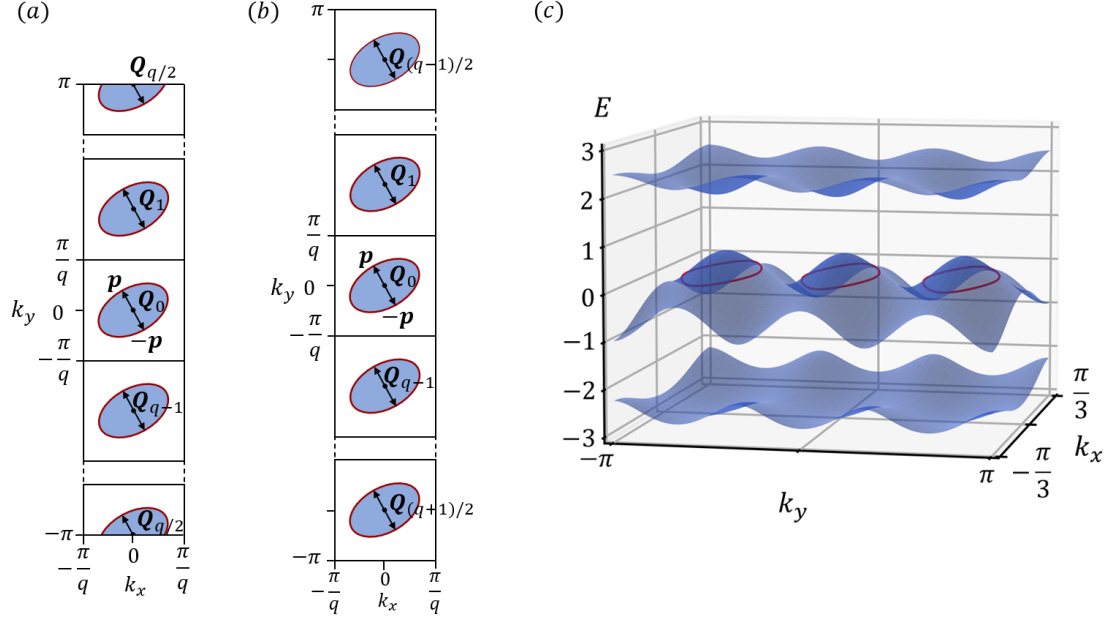 (a)
Q_{q/2}
π
Q_1
π/q
p
Q_0
k_y 0
−p
−π/q
Q_{q−1}
Q_{q/2}
−π
−π/q 0 π/q
k_x
(b)
π
Q_{(q−1)/2}
Q_1
π/q
p
Q_0
k_y 0
−p
−π/q
Q_{q−1}
Q_{(q+1)/2}
−π
−π/q 0 π/q
k_x
(c)
E
3
2
1
0
−1
−2
−3
−π
k_y
π
−π/3
k_x
π/3